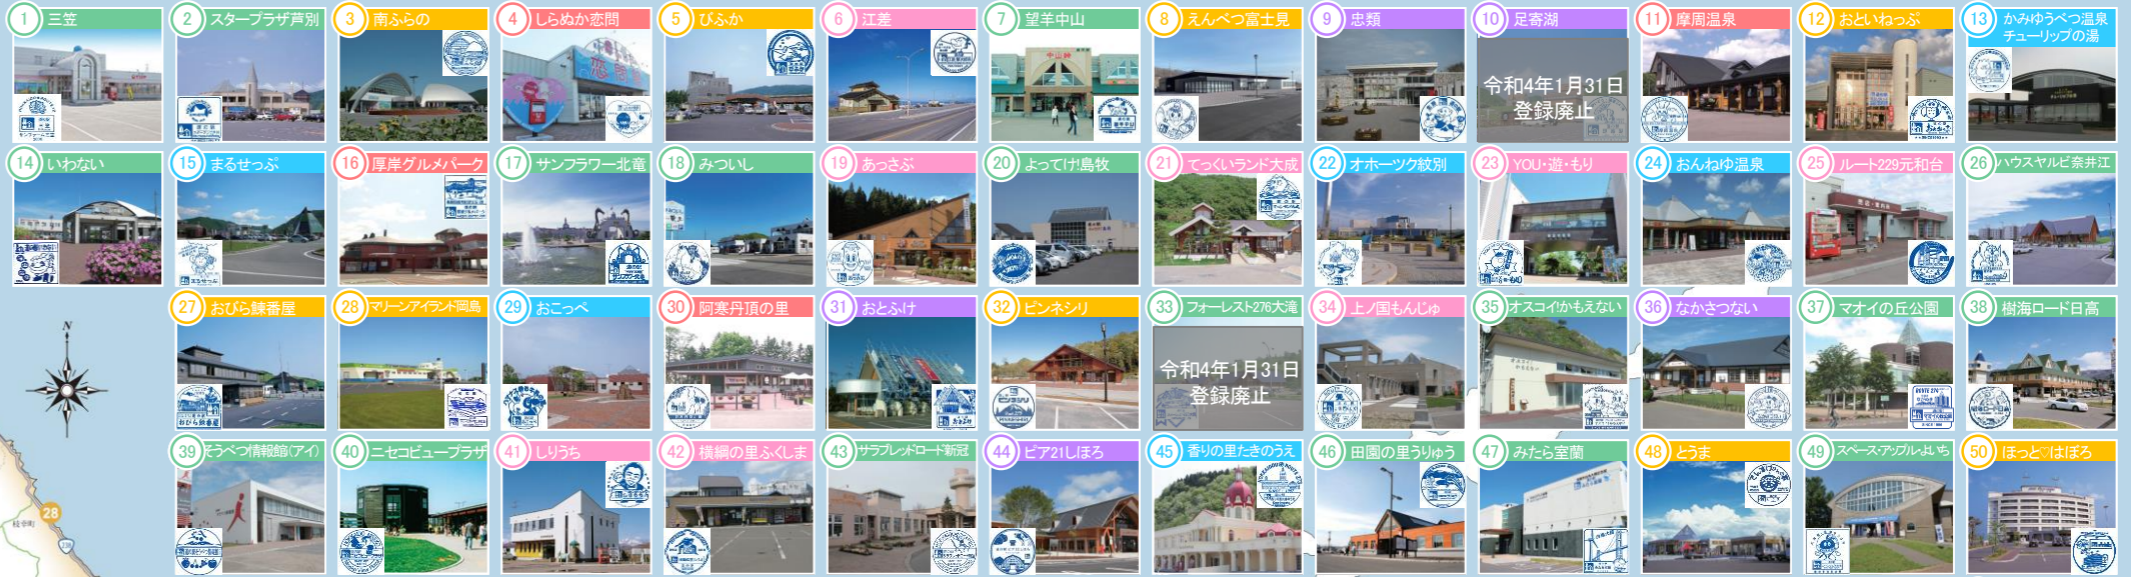 1 三笠
2 スタープラザ芦別
3 南ふらの
4 しらぬか恋問
5 びふか
6 江差
7 望羊中山
8 えんべつ富士見
9 忠類
10 足寄湖
令和4年1月31日
登録廃止
11 摩周温泉
12 おといねっぷ
13 かみゆうべつ温泉
チューリップの湯
14 いわない
15 まるせっぷ
16 厚岸グルメパーク
17 サンフラワー北竜
18 みついし
19 あっさぶ
20 よってけ!島牧
21 てっくいランド大成
22 オホーツク紋別
23 YOU・遊・もり
24 おんねゆ温泉
25 ルート229元和台
26 ハウスヤルビ奈井江
27 おびら鰊番屋
28 マリーンアイランド岡島
29 おこっぺ
30 阿寒丹頂の里
31 おとふけ
32 ピンネシリ
33 フォーレスト276大滝
令和4年1月31日
登録廃止
34 上ノ国もんじゅ
35 オスコイ!かもえない
36 なかさつない
37 マオイの丘公園
38 樹海ロード日高
39 そうべつ情報館(アイ)
40 ニセコビュープラザ
41 しりうち
42 横綱の里ふくしま
43 サラブレッドロード新冠
44 ピア21しほろ
45 香りの里たきのうえ
46 田園の里うりゅう
47 みたら室蘭
48 とうま
49 スペース・アップルよいち
50 ほっと♡はぼろ
N
28